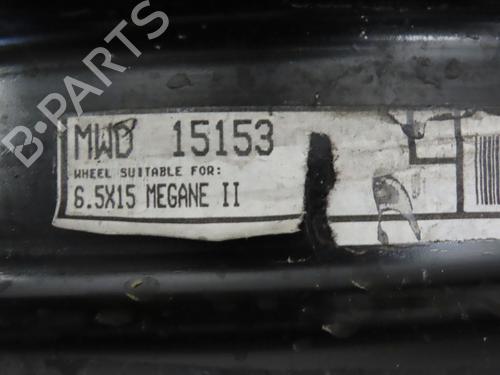 B-PARTS
MWD 15153
WHEEL SUITABLE FOR:
6.5X15 MEGANE II